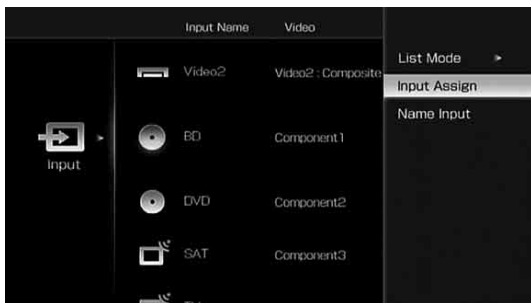 Input Name Video
List Mode
Video2 Video2 : Composite
Input Assign
Name Input
BD Component1
Input
DVD Component2
SAT Component3